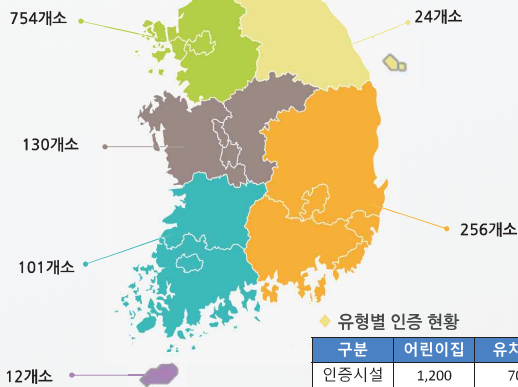 754개소
24개소
130개소
256개소
101개소
유형별 인증 현황
구분 어린이집
인증시설 1,200
12개소